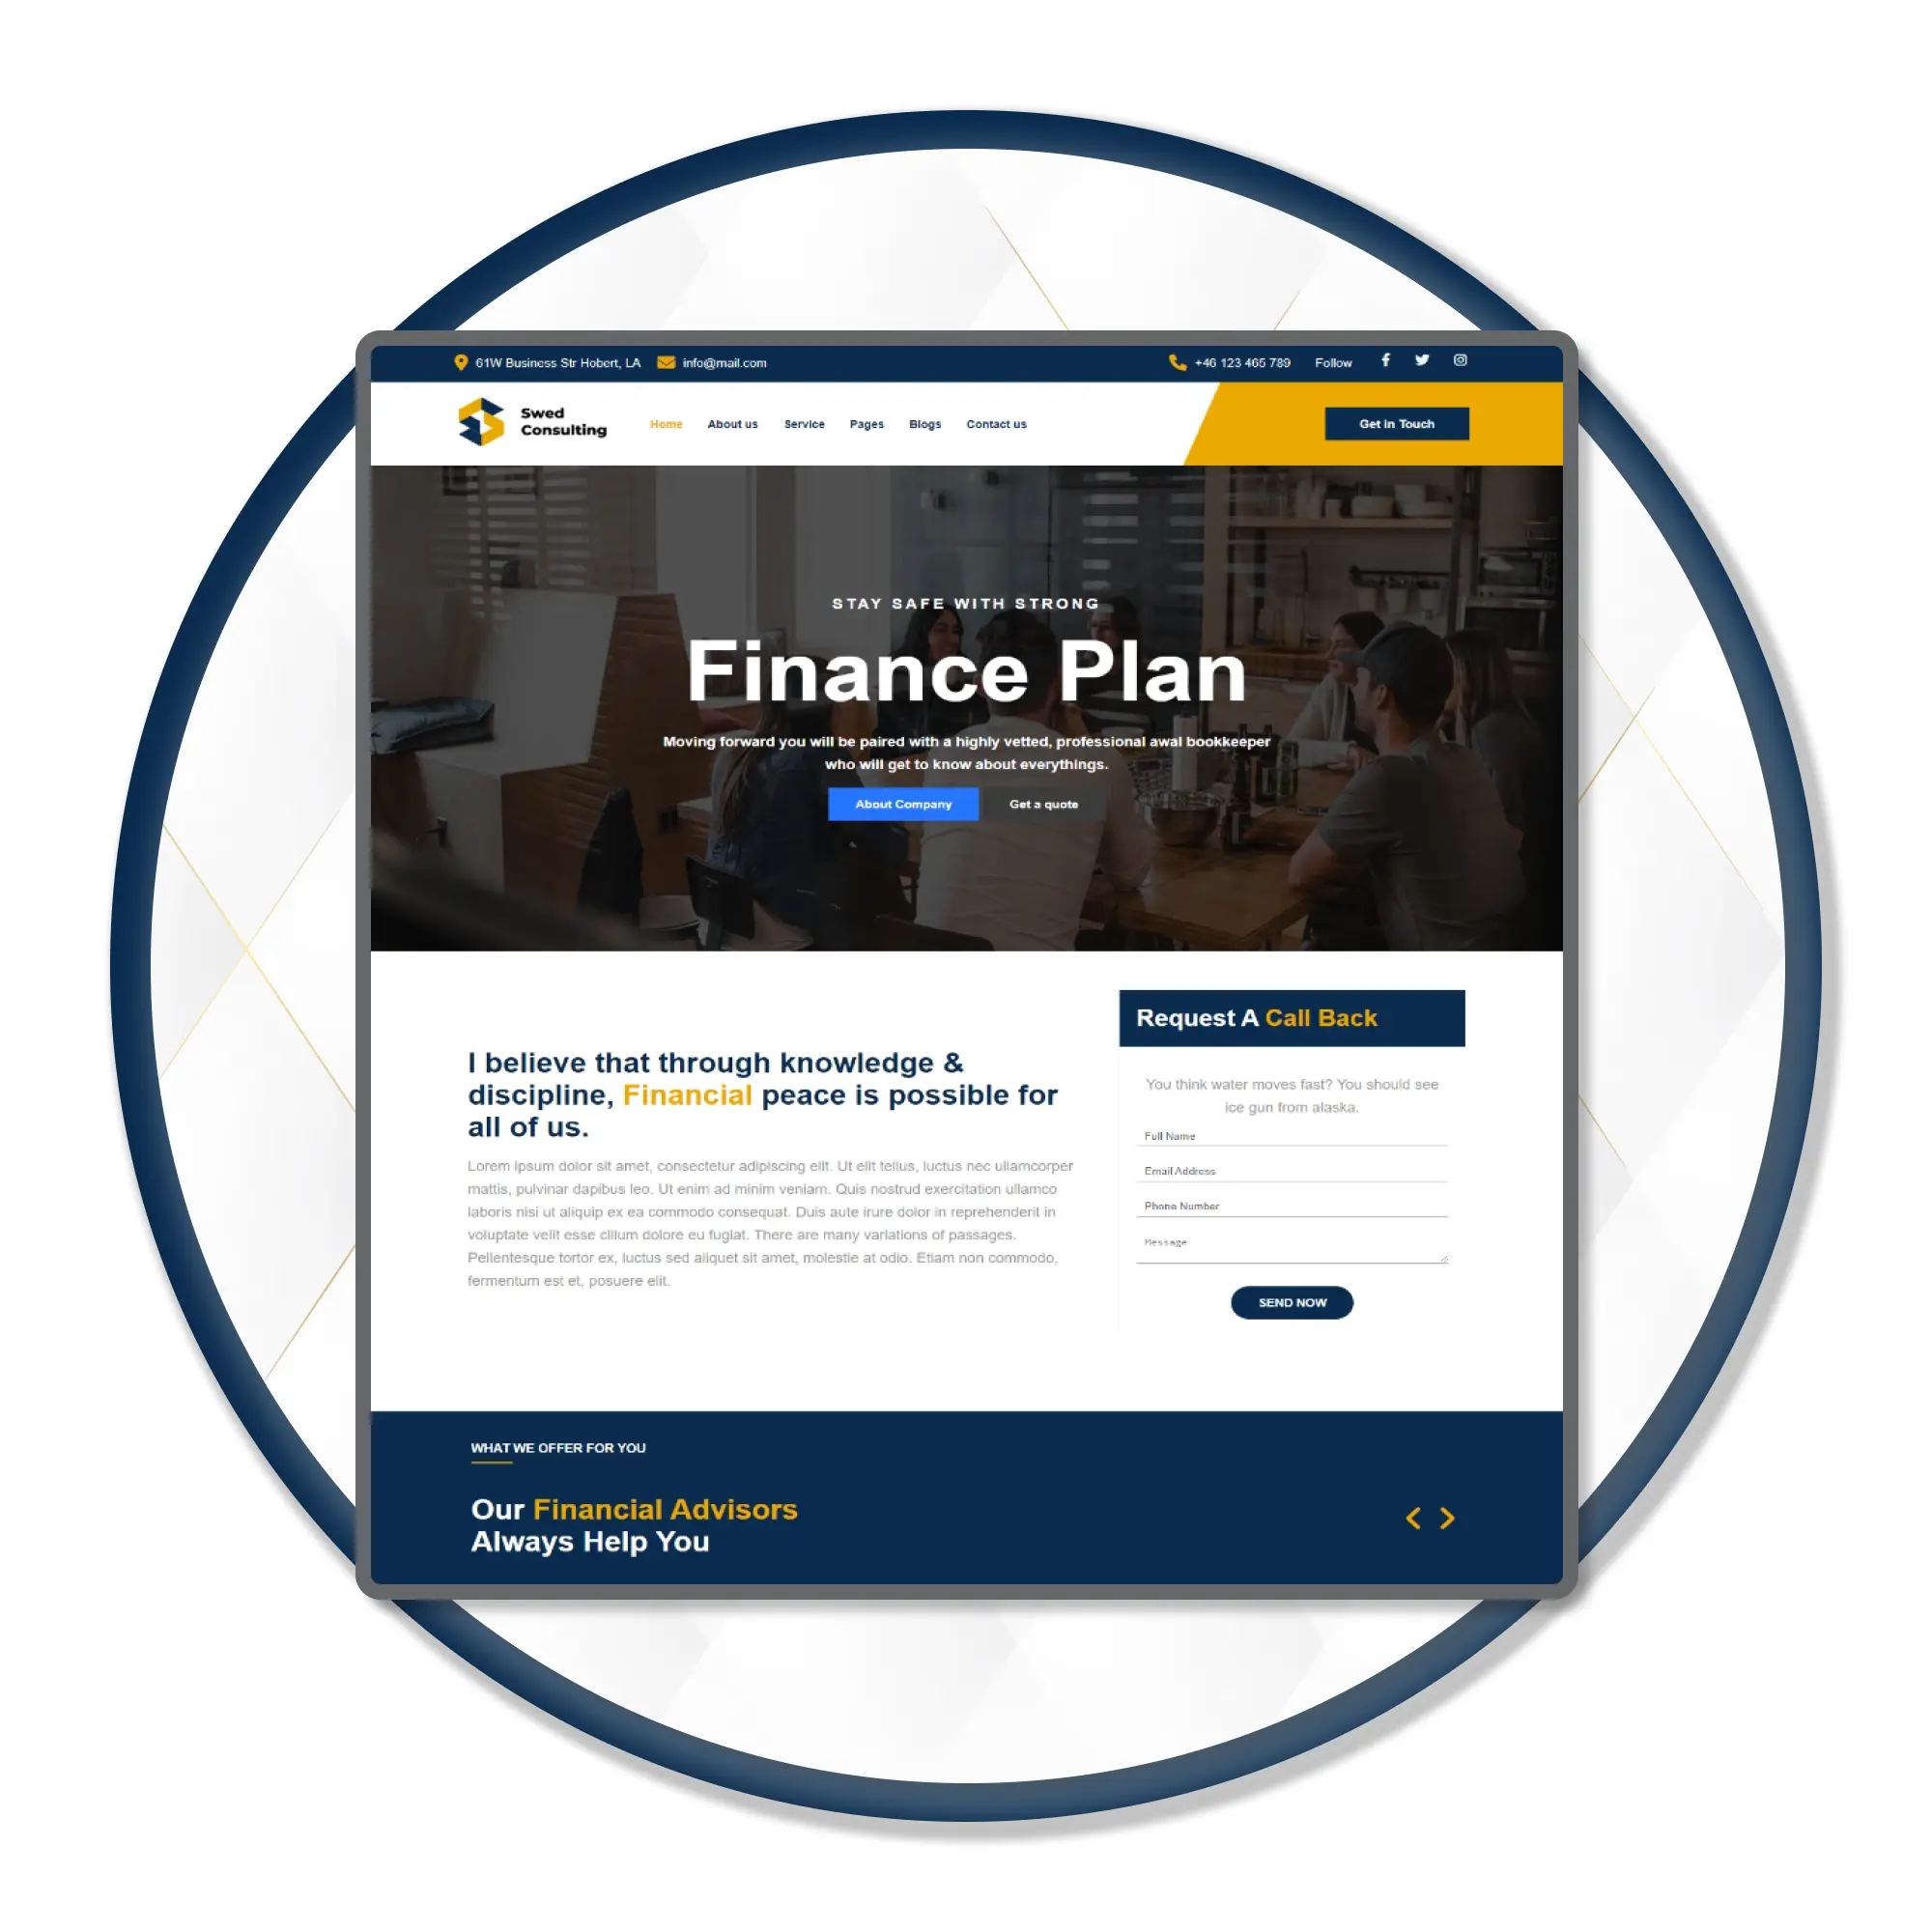 61W Business Str Hobert, LA info@mail.com +46 123 465 789 Follow
Swed
Consulting
Home About us Service Pages Blogs Contact us Get in Touch
STAY SAFE WITH STRONG
Finance Plan
Moving forward you will be paired with a highly vetted, professional awal bookkeeper
who will get to know about everythings.
About Company Get a quote
I believe that through knowledge &
discipline, Financial peace is possible for
all of us.
Lorem ipsum dolor sit amet, consectetur adipiscing elit. Ut elit tellus, luctus nec ullamcorper
mattis, pulvinar dapibus leo. Ut enim ad minim veniam. Quis nostrud exercitation ullamco
laboris nisi ut aliquip ex ea commodo consequat. Duis aute irure dolor in reprehenderit in
voluptate velit esse cillum dolore eu fugiat. There are many variations of passages.
Pellentesque tortor ex, luctus sed aliquet sit amet, molestie at odio. Etiam non commodo,
fermentum est et, posuere elit.
Request A Call Back
You think water moves fast? You should see
ice gun from alaska.
Full Name
Email Address
Phone Number
Message
SEND NOW
WHAT WE OFFER FOR YOU
Our Financial Advisors
Always Help You